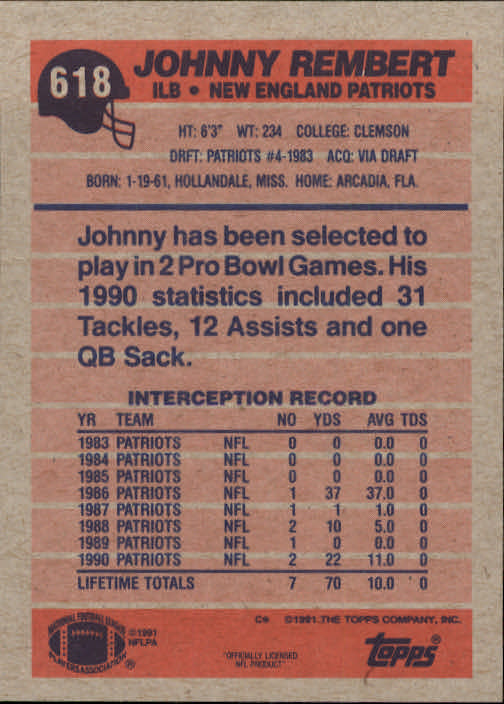 618
JOHNNY REMBERT
ILB • NEW ENGLAND PATRIOTS
HT: 6'3" WT: 234 COLLEGE: CLEMSON
DRFT: PATRIOTS #4-1983 ACQ: VIA DRAFT
BORN: 1-19-61, HOLLANDALE, MISS. HOME: ARCADIA, FLA.
Johnny has been selected to
play in 2 Pro Bowl Games. His
1990 statistics included 31
Tackles, 12 Assists and one
QB Sack.
INTERCEPTION RECORD
YR TEAM NO YDS AVG TDS
1983 PATRIOTS NFL 0 0 0.0 0
1984 PATRIOTS NFL 0 0 0.0 0
1985 PATRIOTS NFL 0 0 0.0 0
1986 PATRIOTS NFL 1 37 37.0 0
1987 PATRIOTS NFL 1 1 1.0 0
1988 PATRIOTS NFL 2 10 5.0 0
1989 PATRIOTS NFL 1 0 0.0 0
1990 PATRIOTS NFL 2 22 11.0 0
LIFETIME TOTALS 7 70 10.0 0
C* ©1991 THE TOPPS COMPANY, INC.
NATIONAL FOOTBALL LEAGUE
PLAYERS ASSOCIATION ®
©1991
NFLPA
"OFFICIALLY LICENSED
NFL PRODUCT"
topps®